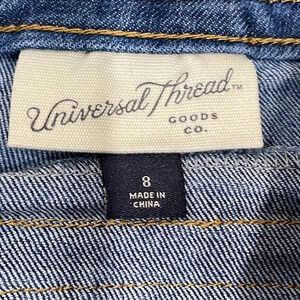 Universal Thread™
GOODS
CO.
8
MADE IN
CHINA